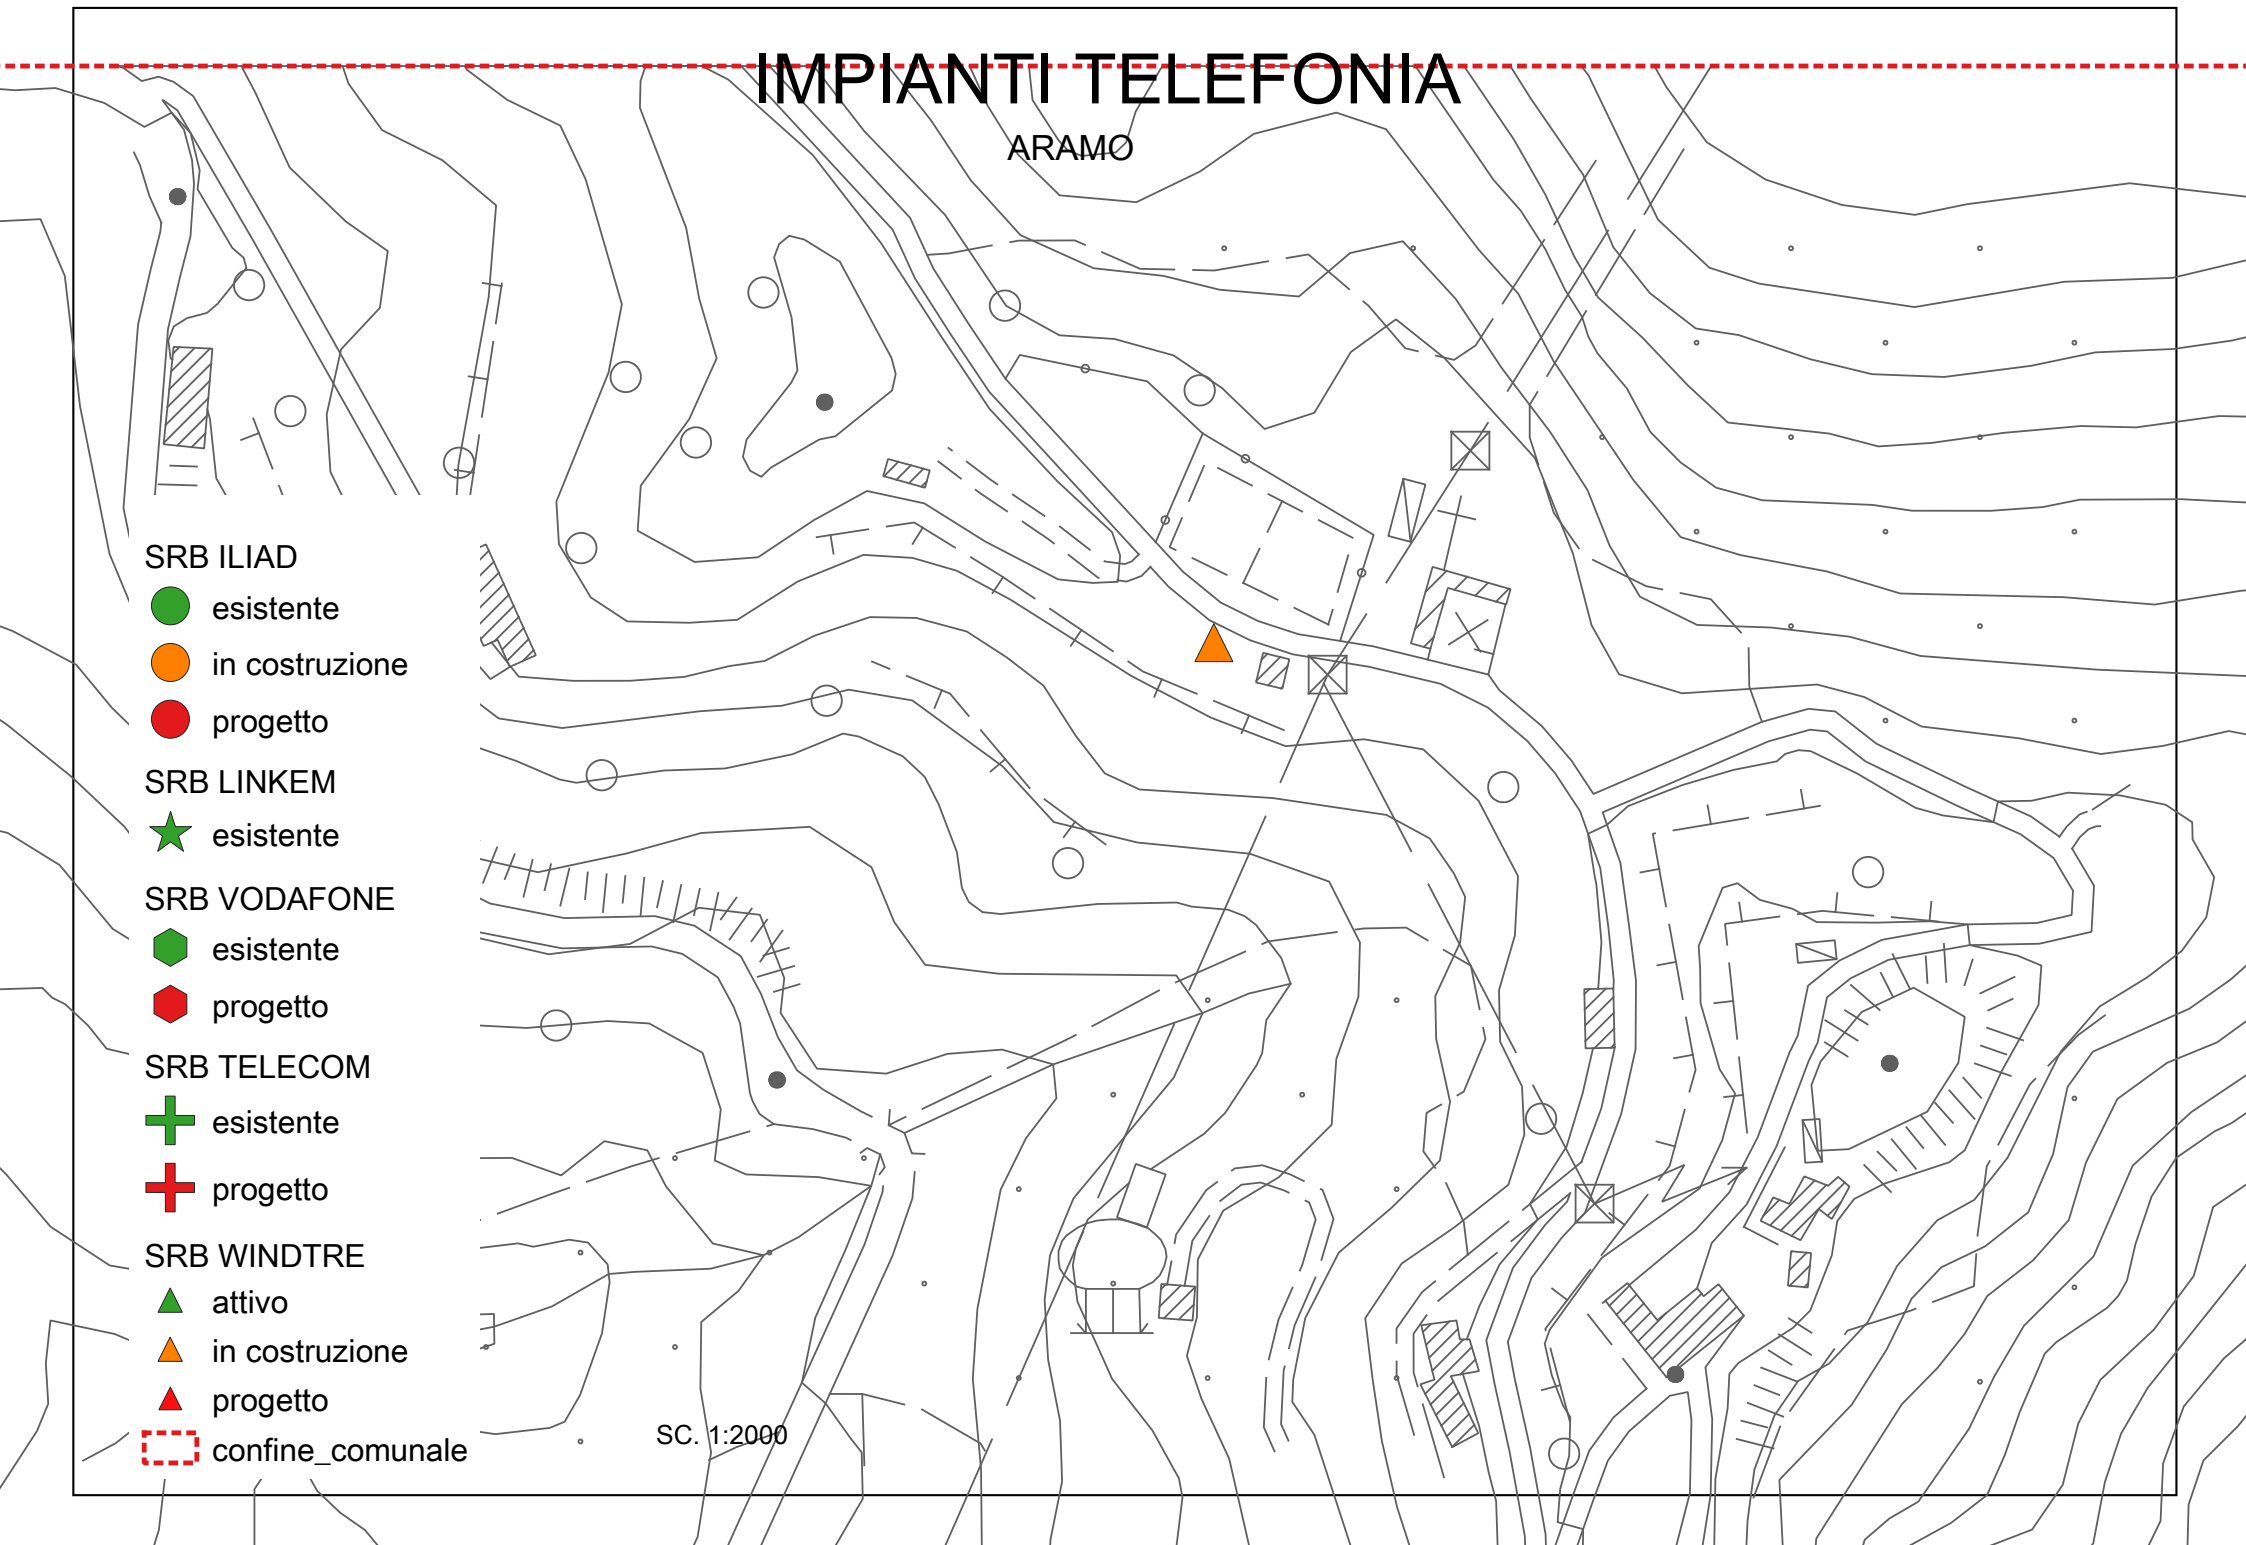 IMPIANTI TELEFONIA
ARAMO
SRB ILIAD
esistente
in costruzione
progetto
SRB LINKEM
esistente
SRB VODAFONE
esistente
progetto
SRB TELECOM
esistente
progetto
SRB WINDTRE
attivo
in costruzione
progetto
confine_comunale
SC. 1:2000